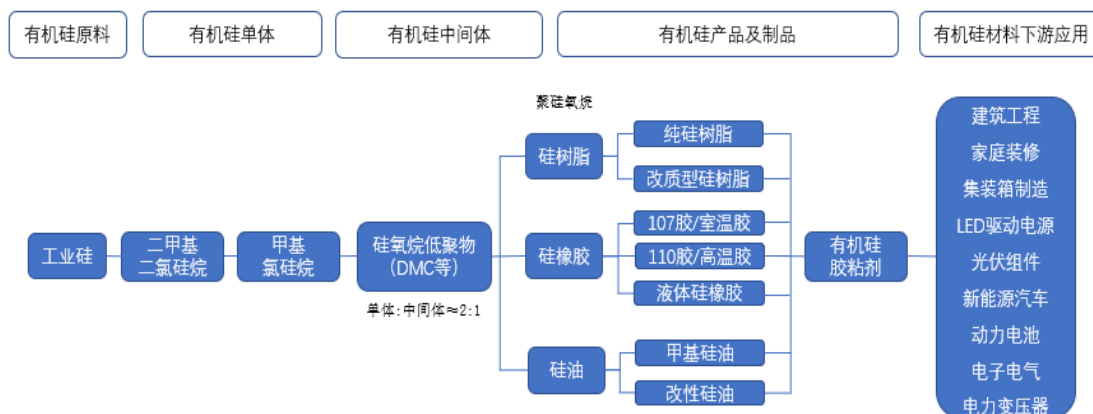 有机硅原料
有机硅单体
有机硅中间体
有机硅产品及制品
有机硅材料下游应用
聚硅氧烷
工业硅
二甲基
二氯硅烷
甲基
氯硅烷
硅氧烷低聚物
(DMC等)
单体:中间体≈2:1
硅树脂
纯硅树脂
改质型硅树脂
硅橡胶
107胶/室温胶
110胶/高温胶
液体硅橡胶
硅油
甲基硅油
改性硅油
有机硅
胶粘剂
建筑工程
家庭装修
集装箱制造
LED驱动电源
光伏组件
新能源汽车
动力电池
电子电气
电力变压器